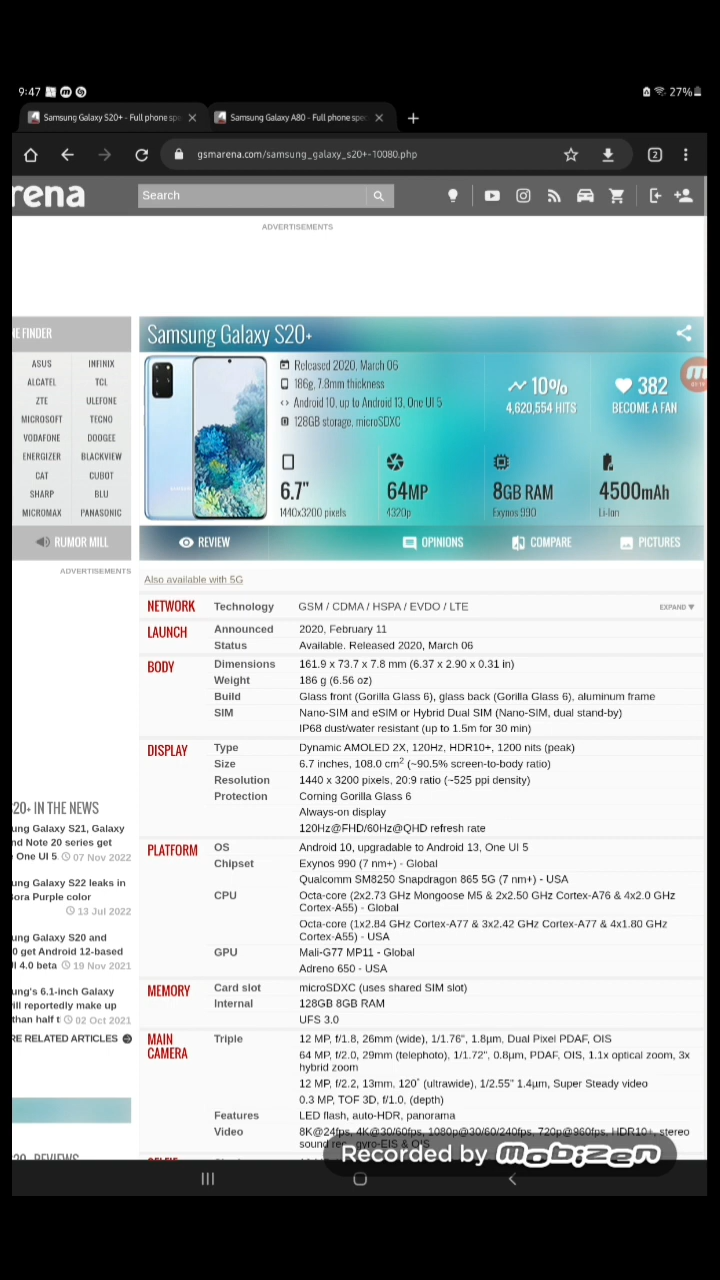 9:47
27%
Samsung Galaxy S20+ - Full phone spe
Samsung Galaxy A80 - Full phone spec
gsmarena.com/samsung_galaxy_s20+-10080.php
2
rena
Search
ADVERTISEMENTS
NE FINDER
ASUS INFINIX
ALCATEL TCL
ZTE ULEFONE
MICROSOFT TECNO
VODAFONE DOOGEE
ENERGIZER BLACKVIEW
CAT CUBOT
SHARP BLU
MICROMAX PANASONIC
RUMOR MILL
ADVERTISEMENTS
Samsung Galaxy S20+
Released 2020, March 06
186g, 7.8mm thickness
Android 10, up to Android 13, One UI 5
128GB storage, microSDXC
10%
4,620,554 HITS
382
BECOME A FAN
6.7"
1440x3200 pixels
64MP
4320p
8GB RAM
Exynos 990
4500mAh
Li-Ion
REVIEW
OPINIONS
COMPARE
PICTURES
Also available with 5G
NETWORK Technology GSM / CDMA / HSPA / EVDO / LTE EXPAND ▼
LAUNCH Announced 2020, February 11
Status Available. Released 2020, March 06
BODY Dimensions 161.9 x 73.7 x 7.8 mm (6.37 x 2.90 x 0.31 in)
Weight 186 g (6.56 oz)
Build Glass front (Gorilla Glass 6), glass back (Gorilla Glass 6), aluminum frame
SIM Nano-SIM and eSIM or Hybrid Dual SIM (Nano-SIM, dual stand-by)
IP68 dust/water resistant (up to 1.5m for 30 min)
DISPLAY Type Dynamic AMOLED 2X, 120Hz, HDR10+, 1200 nits (peak)
Size 6.7 inches, 108.0 cm2 (~90.5% screen-to-body ratio)
Resolution 1440 x 3200 pixels, 20:9 ratio (~525 ppi density)
Protection Corning Gorilla Glass 6
Always-on display
120Hz@FHD/60Hz@QHD refresh rate
PLATFORM OS Android 10, upgradable to Android 13, One UI 5
Chipset Exynos 990 (7 nm+) - Global
Qualcomm SM8250 Snapdragon 865 5G (7 nm+) - USA
CPU Octa-core (2x2.73 GHz Mongoose M5 & 2x2.50 GHz Cortex-A76 & 4x2.0 GHz
Cortex-A55) - Global
Octa-core (1x2.84 GHz Cortex-A77 & 3x2.42 GHz Cortex-A77 & 4x1.80 GHz
Cortex-A55) - USA
GPU Mali-G77 MP11 - Global
Adreno 650 - USA
MEMORY Card slot microSDXC (uses shared SIM slot)
Internal 128GB 8GB RAM
UFS 3.0
MAIN CAMERA Triple 12 MP, f/1.8, 26mm (wide), 1/1.76", 1.8µm, Dual Pixel PDAF, OIS
64 MP, f/2.0, 29mm (telephoto), 1/1.72", 0.8µm, PDAF, OIS, 1.1x optical zoom, 3x
hybrid zoom
12 MP, f/2.2, 13mm, 120˚ (ultrawide), 1/2.55" 1.4µm, Super Steady video
0.3 MP, TOF 3D, f/1.0, (depth)
Features LED flash, auto-HDR, panorama
Video 8K@24fps, 4K@30/60fps, 1080p@30/60/240fps, 720p@960fps, HDR10+, stereo
sound rec., gyro-EIS & OIS
S20+ IN THE NEWS
ung Galaxy S21, Galaxy
nd Note 20 series get
One UI 5 07 Nov 2022
ung Galaxy S22 leaks in
ora Purple color
13 Jul 2022
ung Galaxy S20 and
0 get Android 12-based
I 4.0 beta 19 Nov 2021
ung's 6.1-inch Galaxy
ill reportedly make up
than half t 02 Oct 2021
RE RELATED ARTICLES
Recorded by mobizen